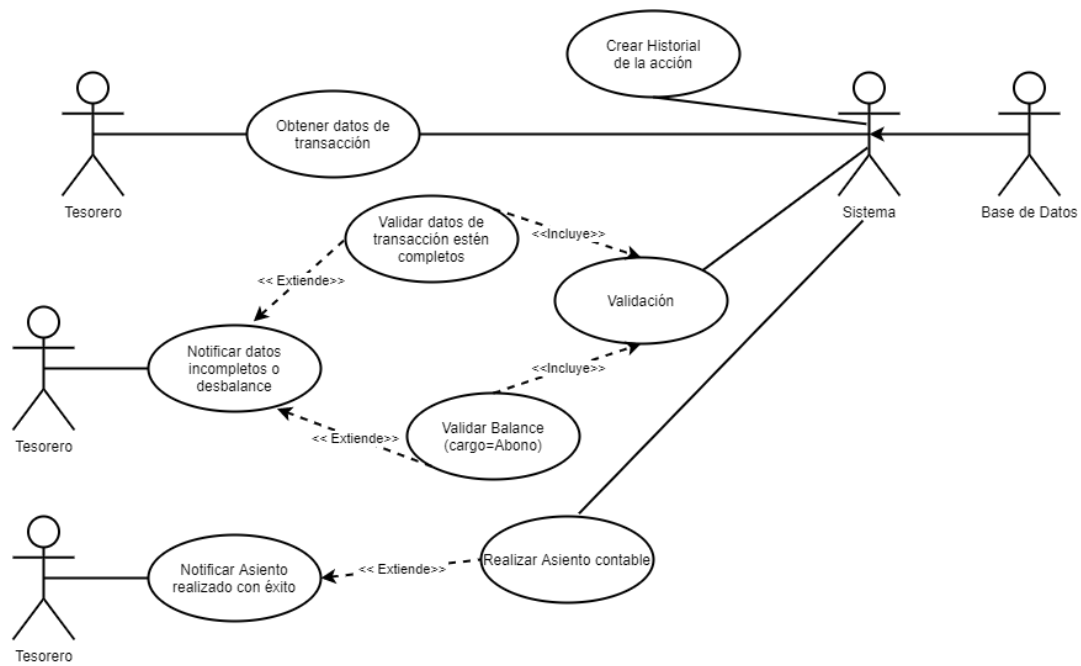 Crear Historial
de la acción
Obtener datos de
transacción
Tesorero
Sistema
Base de Datos
Validar datos de
transacción estén
completos
<<Incluye>>
<< Extiende>>
Validación
Notificar datos
incompletos o
desbalance
<<Incluye>>
Validar Balance
(cargo=Abono)
<< Extiende>>
Tesorero
Realizar Asiento contable
<< Extiende>>
Notificar Asiento
realizado con éxito
Tesorero